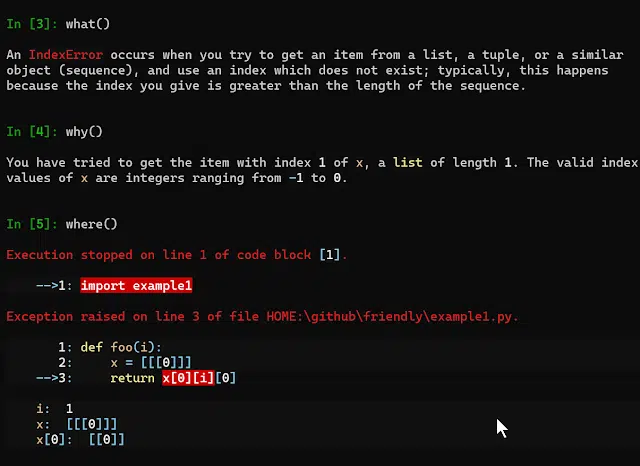 In [3]: what()
An IndexError occurs when you try to get an item from a list, a tuple, or a similar
object (sequence), and use an index which does not exist; typically, this happens
because the index you give is greater than the length of the sequence.
In [4]: why()
You have tried to get the item with index 1 of x, a list of length 1. The valid index
values of x are integers ranging from -1 to 0.
In [5]: where()
Execution stopped on line 1 of code block [1].
-->1: import example1
Exception raised on line 3 of file HOME:\github\friendly\example1.py.
1: def foo(i):
2:     x = [[[0]]]
-->3:     return x[0][i][0]
i:  1
x:  [[[0]]]
x[0]:  [[0]]